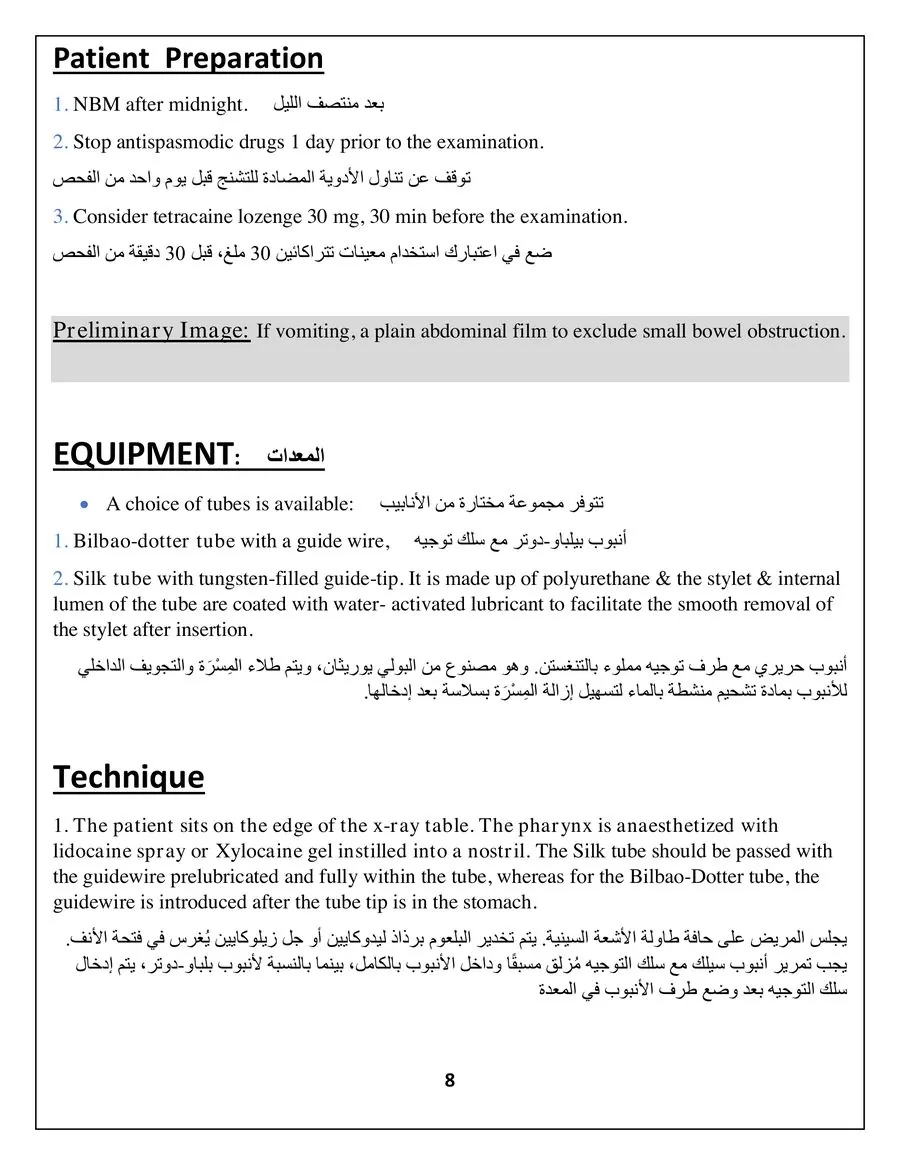 Patient Preparation
1. NBM after midnight. بعد منتصف الليل
2. Stop antispasmodic drugs 1 day prior to the examination.
توقف عن تناول الأدوية المضادة للتشنج قبل يوم واحد من الفحص
3. Consider tetracaine lozenge 30 mg, 30 min before the examination.
ضع في اعتبارك استخدام معينات تتراكائين 30 ملغ، قبل 30 دقيقة من الفحص
Preliminary Image: If vomiting, a plain abdominal film to exclude small bowel obstruction.
EQUIPMENT: المعدات
• A choice of tubes is available: تتوفر مجموعة مختارة من الأنابيب
1. Bilbao-dotter tube with a guide wire, أنبوب بيلباو-دوتر مع سلك توجيه
2. Silk tube with tungsten-filled guide-tip. It is made up of polyurethane & the stylet & internal
lumen of the tube are coated with water- activated lubricant to facilitate the smooth removal of
the stylet after insertion.
أنبوب حريري مع طرف توجيه مملوء بالتنغستن. وهو مصنوع من البولي يوريثان، ويتم طلاء المِسْرَة والتجويف الداخلي
للأنبوب بمادة تشحيم منشطة بالماء لتسهيل إزالة المِسْرَة بسلاسة بعد إدخالها.
Technique
1. The patient sits on the edge of the x-ray table. The pharynx is anaesthetized with
lidocaine spray or Xylocaine gel instilled into a nostril. The Silk tube should be passed with
the guidewire prelubricated and fully within the tube, whereas for the Bilbao-Dotter tube, the
guidewire is introduced after the tube tip is in the stomach.
يجلس المريض على حافة طاولة الأشعة السينية. يتم تخدير البلعوم برذاذ ليدوكايين أو جل زيلوكايين يُغرس في فتحة الأنف.
يجب تمرير أنبوب سيلك مع سلك التوجيه مُزلق مسبقًا وداخل الأنبوب بالكامل، بينما بالنسبة لأنبوب بلباو-دوتر، يتم إدخال
سلك التوجيه بعد وضع طرف الأنبوب في المعدة
8